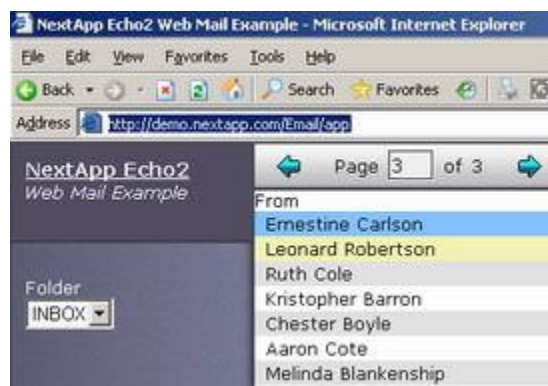 NextApp Echo2 Web Mail Example - Microsoft Internet Explorer
File Edit View Favorites Tools Help
Back Search Favorites
Address http://demo.nextapp.com/Email/app
NextApp Echo2
Web Mail Example
Page 3 of 3
From
Ernestine Carlson
Leonard Robertson
Ruth Cole
Folder
INBOX
Kristopher Barron
Chester Boyle
Aaron Cote
Melinda Blankenship